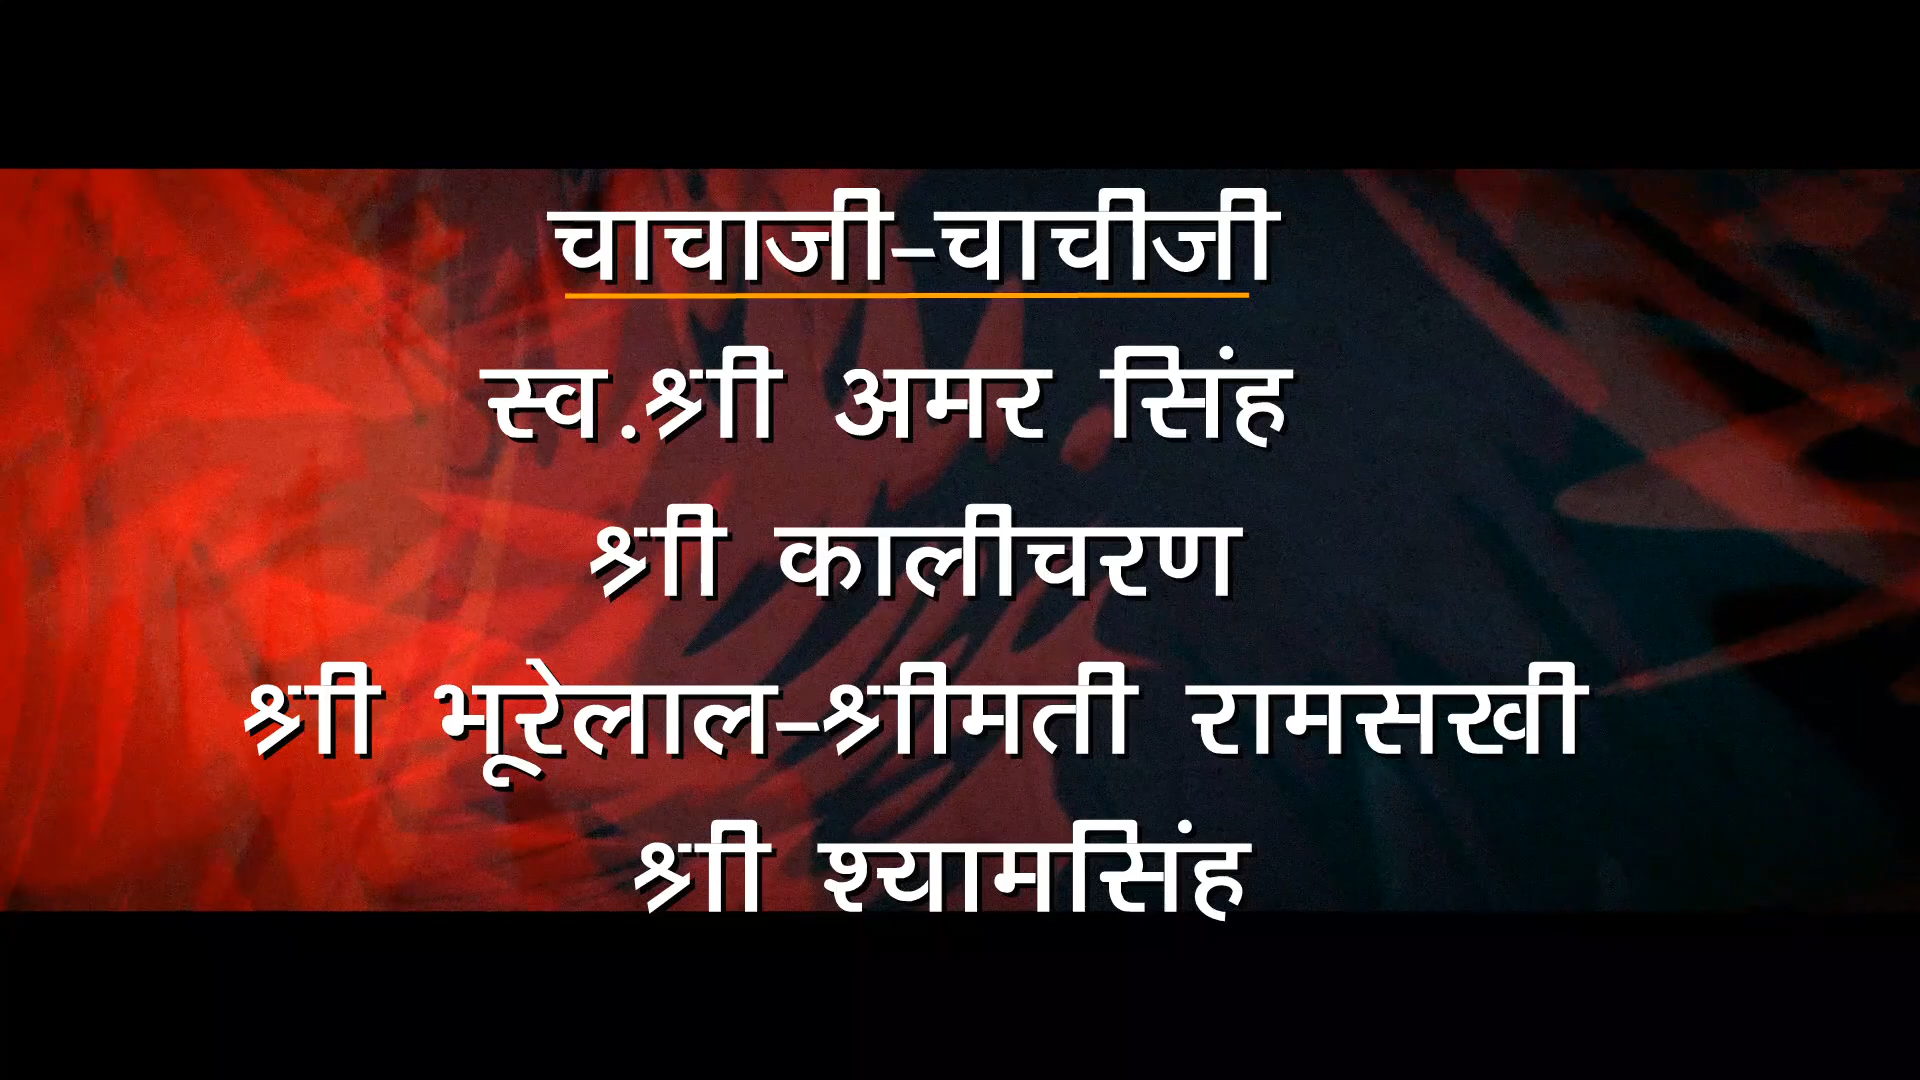 चाचाजी-चाचीजी
स्व.श्री अमर सिंह
श्री कालीचरण
श्री भूरेलाल-श्रीमती रामसखी
श्री श्यामसिंह